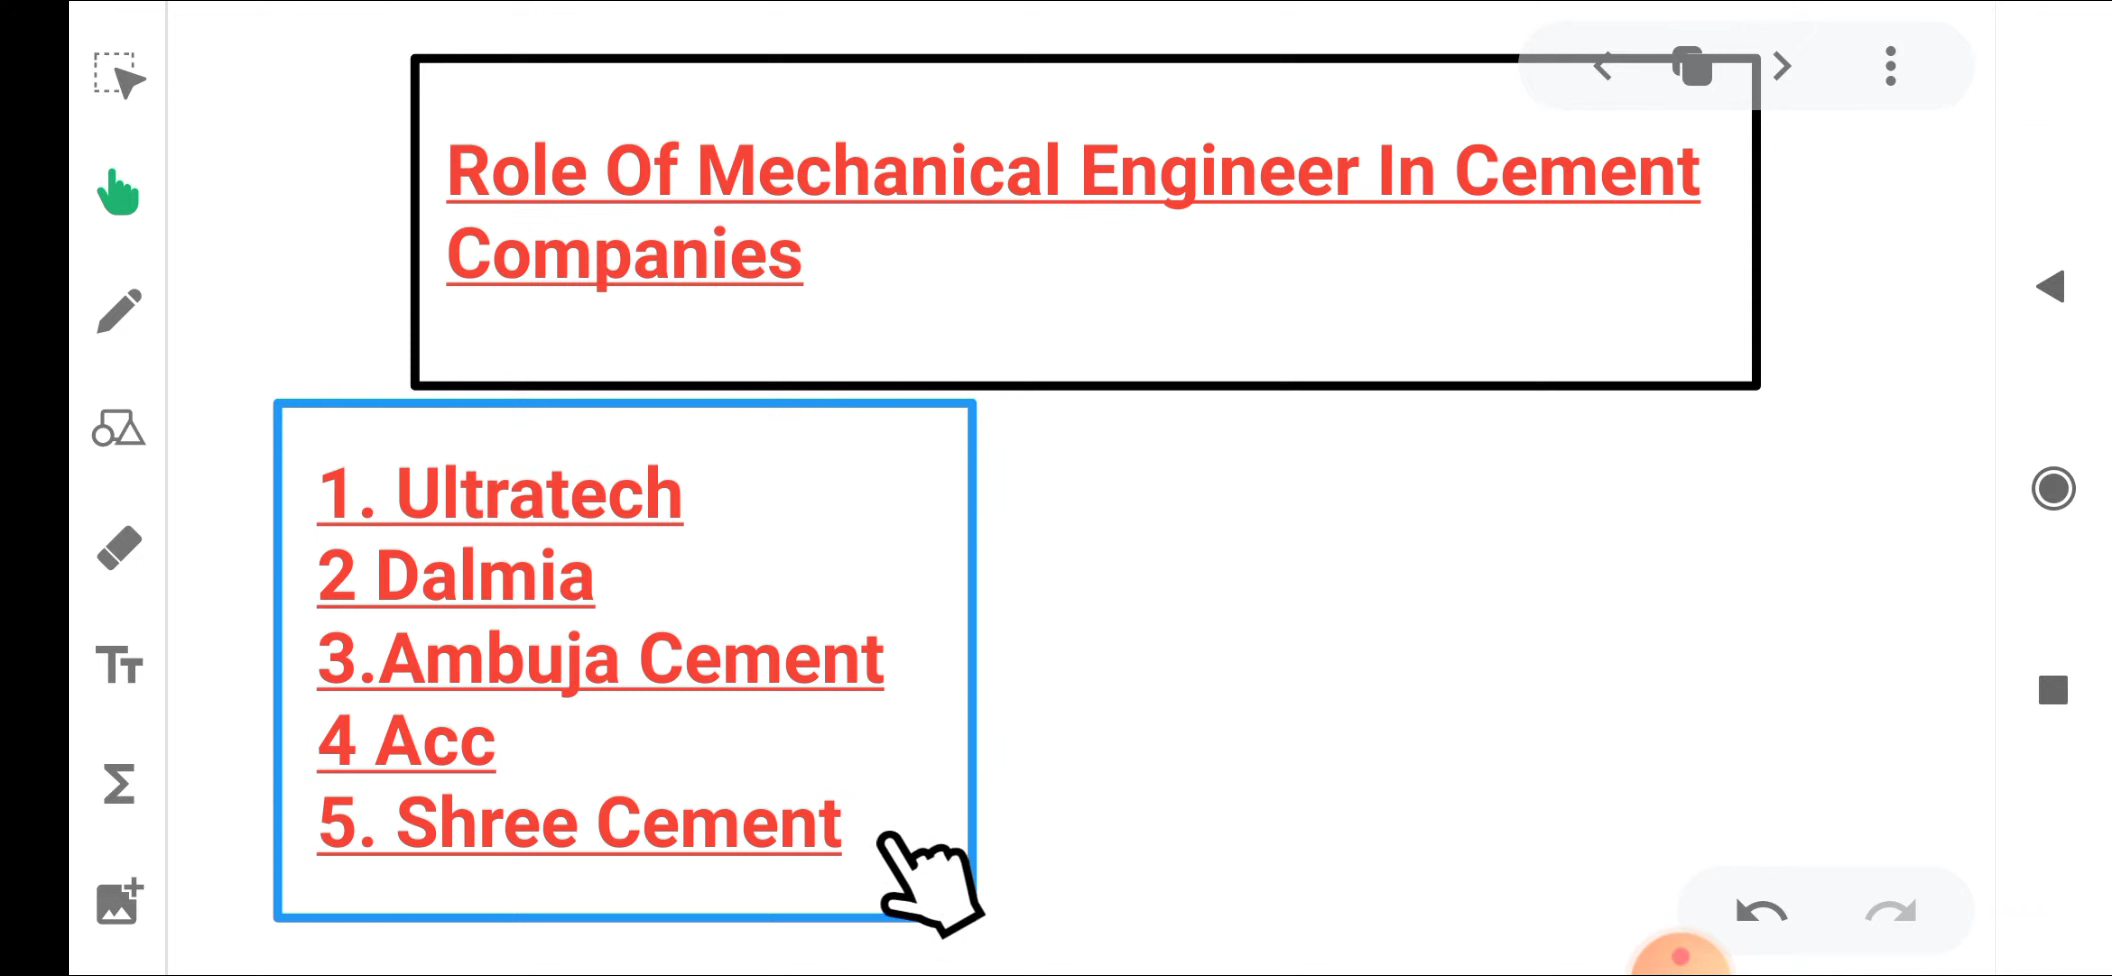 Role Of Mechanical Engineer In Cement
Companies
1. Ultratech
2 Dalmia
3.Ambuja Cement
4 Acc
5. Shree Cement